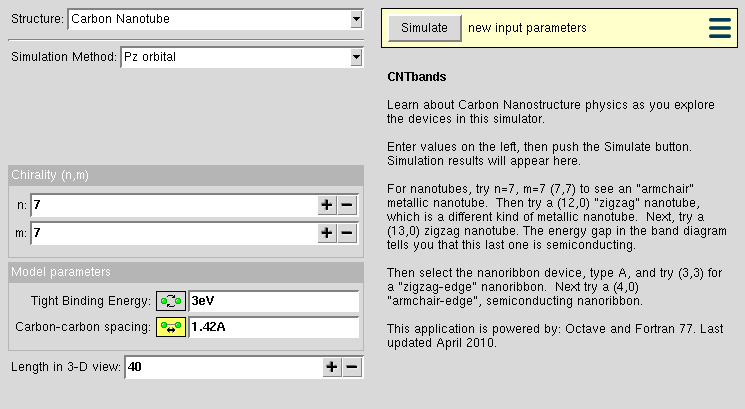 Structure: Carbon Nanotube
Simulation Method: Pz orbital
Chirality (n,m)
n: 7
m: 7
Model parameters
Tight Binding Energy: 3eV
Carbon-carbon spacing: 1.42A
Length in 3-D view: 40
Simulate new input parameters
CNTbands
Learn about Carbon Nanostructure physics as you explore
the devices in this simulator.
Enter values on the left, then push the Simulate button.
Simulation results will appear here.
For nanotubes, try n=7, m=7 (7,7) to see an "armchair"
metallic nanotube. Then try a (12,0) "zigzag" nanotube,
which is a different kind of metallic nanotube. Next, try a
(13,0) zigzag nanotube. The energy gap in the band diagram
tells you that this last one is semiconducting.
Then select the nanoribbon device, type A, and try (3,3) for
a "zigzag-edge" nanoribbon. Next try a (4,0)
"armchair-edge", semiconducting nanoribbon.
This application is powered by: Octave and Fortran 77. Last
updated April 2010.